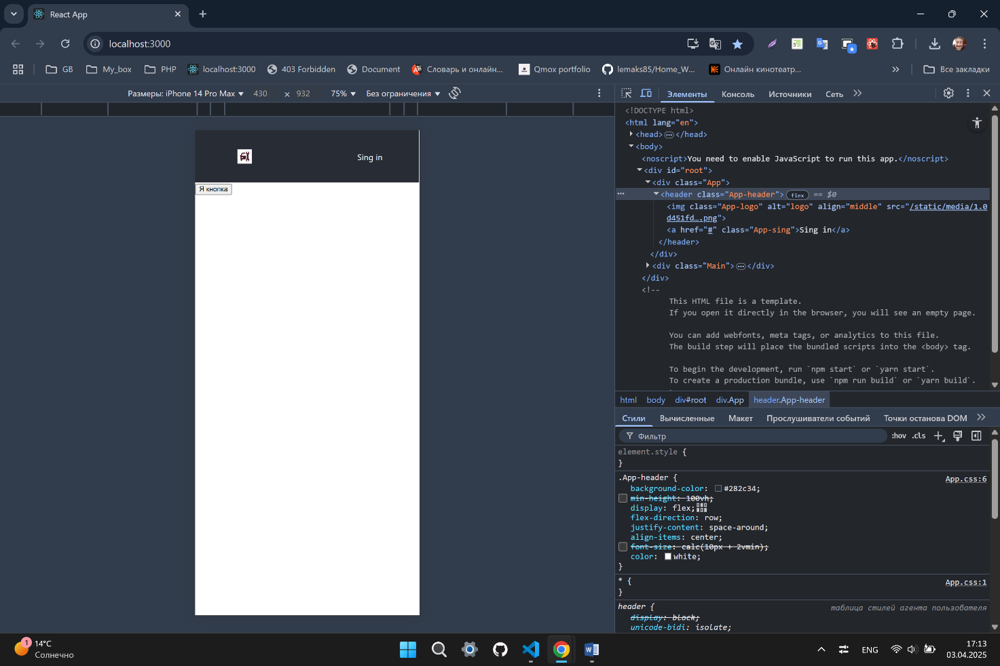 React App
localhost:3000
GB
My_box
PHP
localhost:3000
403 Forbidden
Document
Словарь и онлайн...
Qmox portfolio
lemaks85/Home_W...
Онлайн кинотеатр...
Все закладки
Размеры: iPhone 14 Pro Max
430
×
932
75%
Без ограничения
Элементы
Консоль
Источники
Сеть
Sing in
Я кнопка
<!DOCTYPE html>
<html lang="en">
<head> ⋯ </head>
<body>
<noscript>You need to enable JavaScript to run this app.</noscript>
<div id="root">
<div class="App">
<header class="App-header"> flex == $0
<img class="App-logo" alt="logo" align="middle" src="/static/media/1.0
d451fd….png">
<a href="#" class="App-sing">Sing in</a>
</header>
</div>
<div class="Main"> ⋯ </div>
</div>
<!--
This HTML file is a template.
If you open it directly in the browser, you will see an empty page.
You can add webfonts, meta tags, or analytics to this file.
The build step will place the bundled scripts into the <body> tag.
To begin the development, run `npm start` or `yarn start`.
To create a production bundle, use `npm run build` or `yarn build`.
html
body
div#root
div.App
header.App-header
Стили
Вычисленные
Макет
Прослушиватели событий
Точки останова DOM
Фильтр
:hov
.cls
element.style {
}
.App-header {
App.css:6
background-color: #282c34;
min-height: 100vh;
display: flex;
flex-direction: row;
justify-content: space-around;
align-items: center;
font-size: calc(10px + 2vmin);
color: white;
}
* {
App.css:1
}
header {
таблица стилей агента пользователя
display: block;
unicode-bidi: isolate;
1
14°C
Солнечно
ENG
17:13
03.04.2025